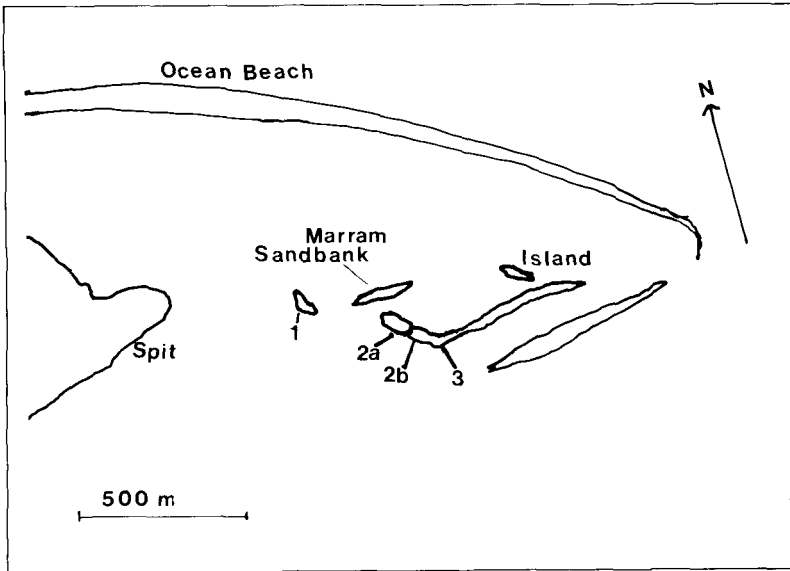 Ocean Beach
N
Marram
Sandbank
Island
1
2a
2b
3
Spit
500 m